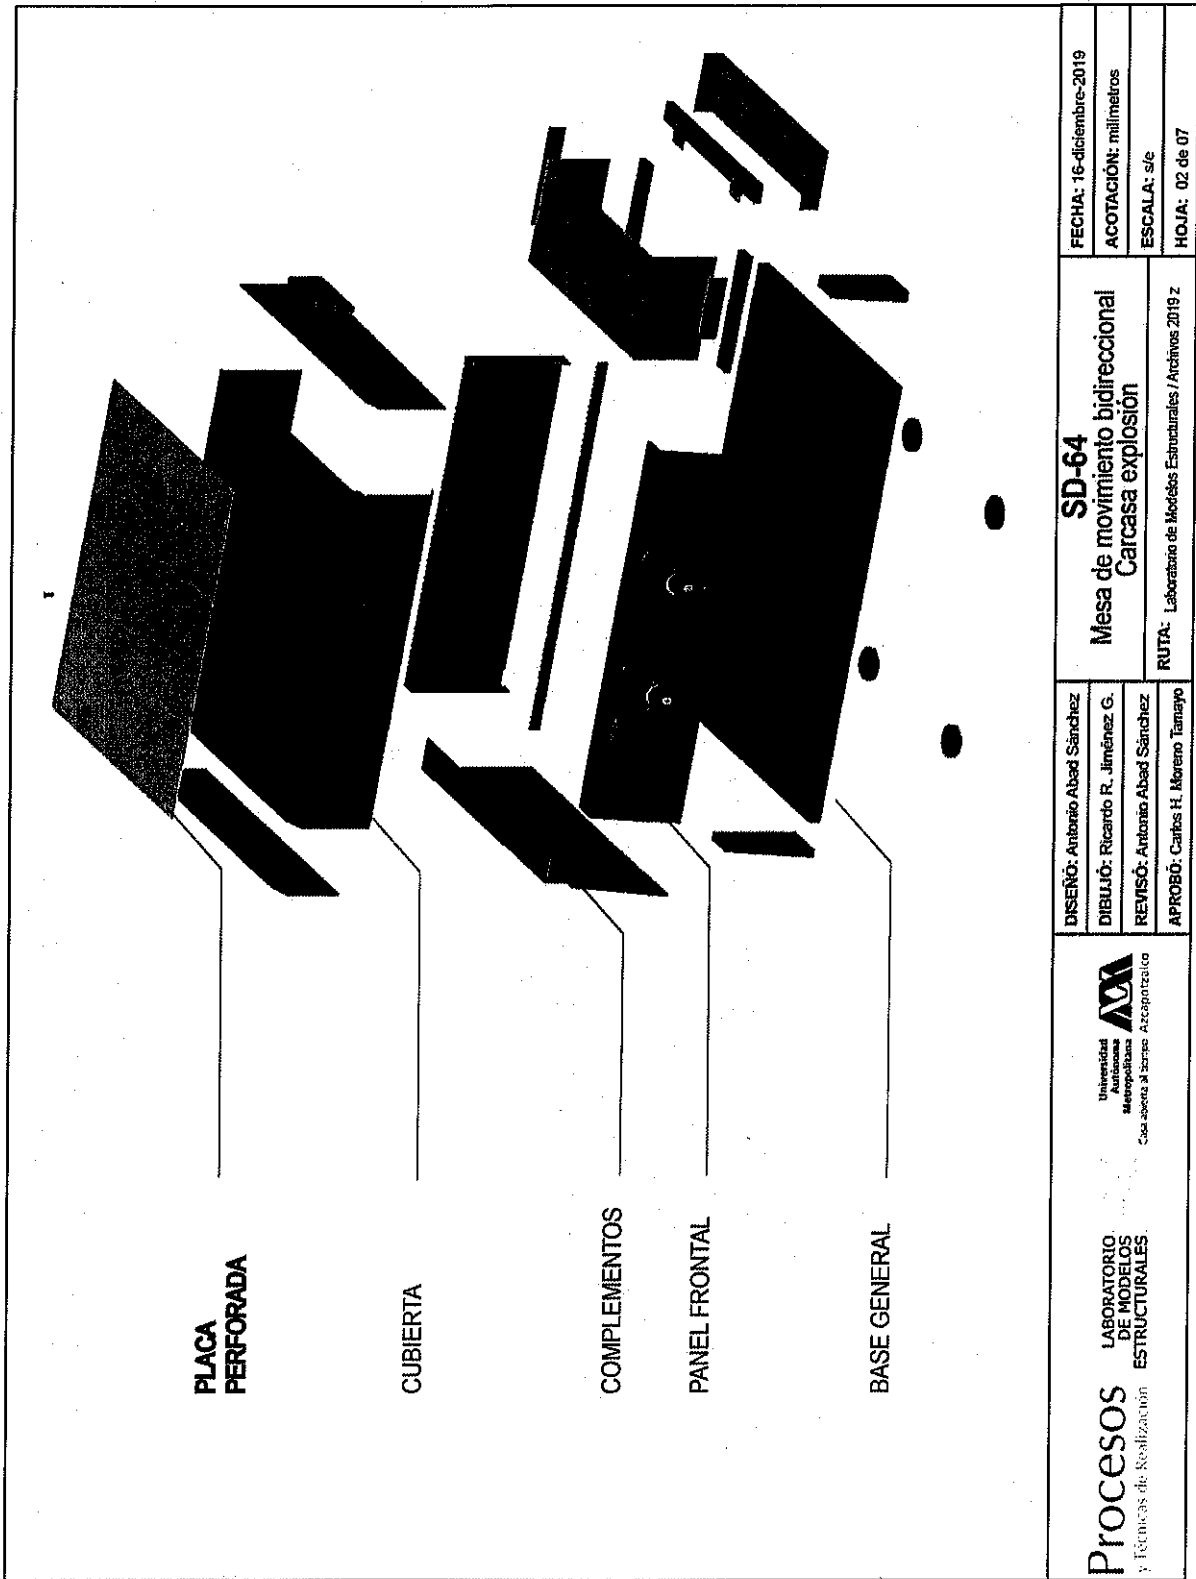 PLACA
PERFORADA
CUBIERTA
COMPLEMENTOS
PANEL FRONTAL
BASE GENERAL
Procesos
y Técnicas de Realización
LABORATORIO
DE MODELOS
ESTRUCTURALES
Universidad
Autónoma
Metropolitana
Casa abierta al tiempo Azcapotzalco
DISEÑO: Antonio Abad Sánchez
DIBUJÓ: Ricardo R. Jiménez G.
REVISÓ: Antonio Abad Sánchez
APROBÓ: Carlos H. Moreno Tamayo
SD-64
Mesa de movimiento bidireccional
Carcasa explosión
RUTA: Laboratorio de Modelos Estructurales / Archivos 2019 z
FECHA: 16-diciembre-2019
ACOTACIÓN: milímetros
ESCALA: s/e
HOJA: 02 de 07